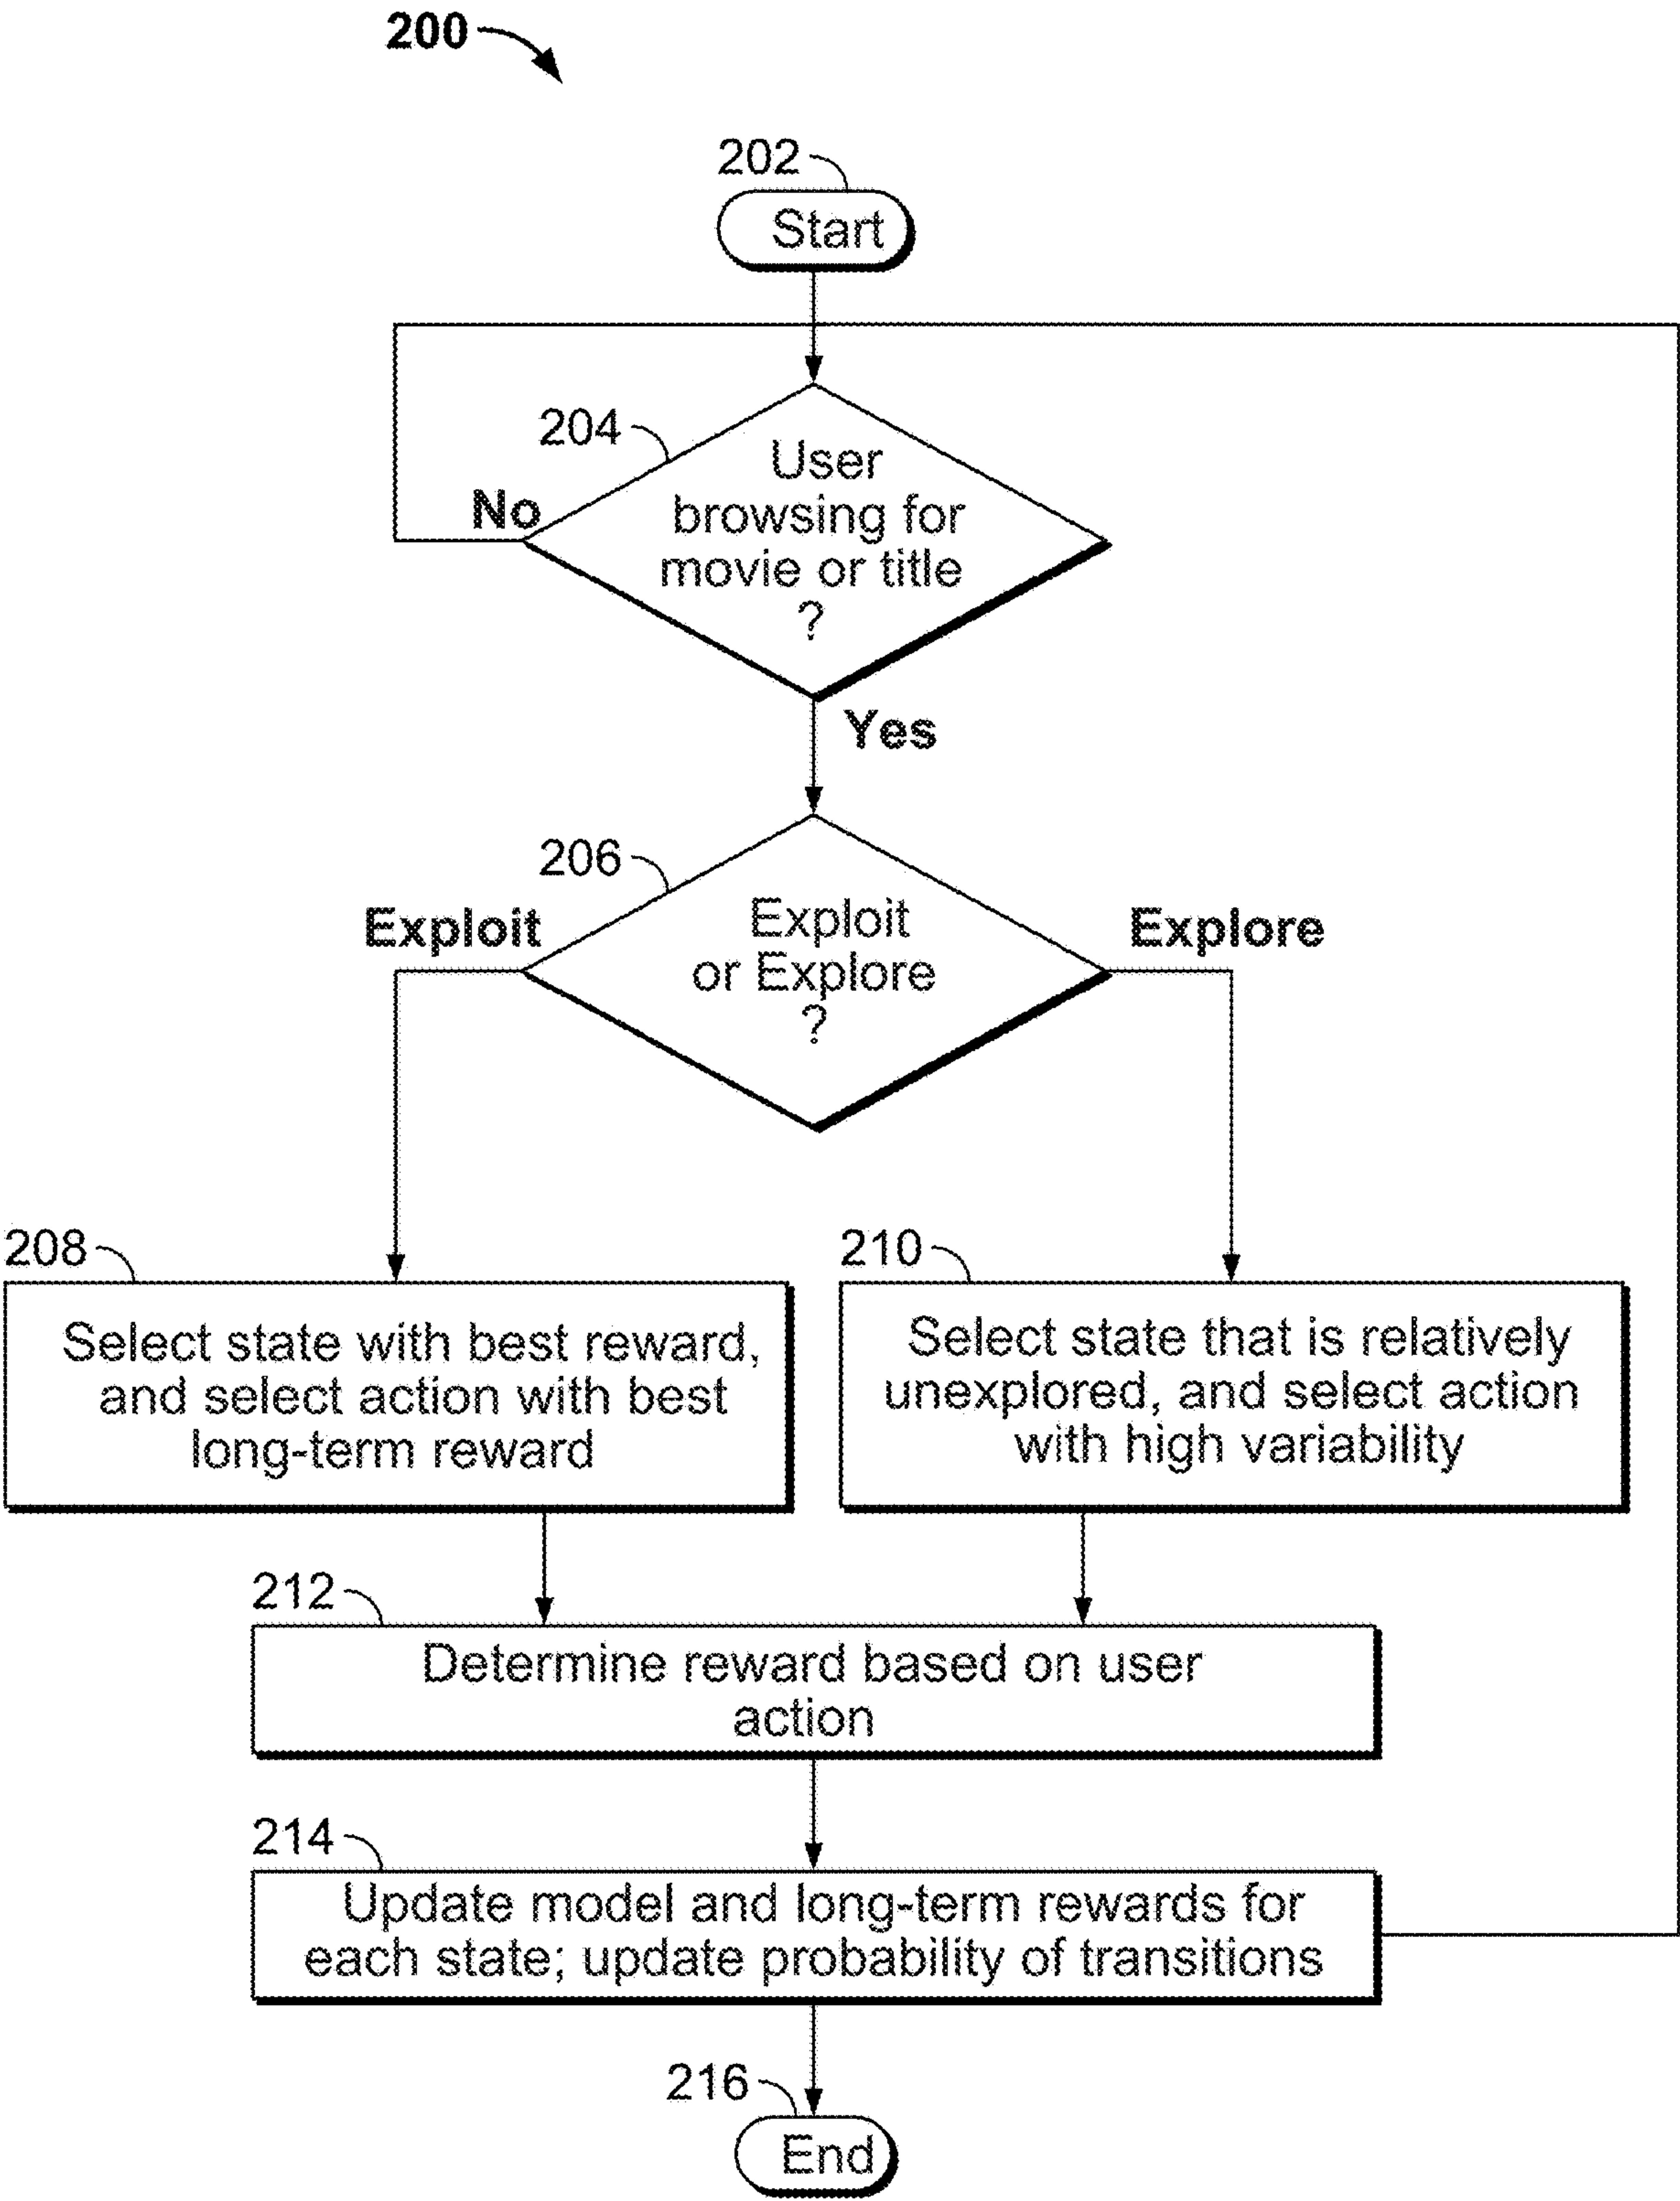 200
202
Start
204
User
browsing for
movie or title
?
No
Yes
206
Exploit
or Explore
?
Exploit
Explore
208
Select state with best reward,
and select action with best
long-term reward
210
Select state that is relatively
unexplored, and select action
with high variability
212
Determine reward based on user
action
214
Update model and long-term rewards for
each state; update probability of transitions
216
End